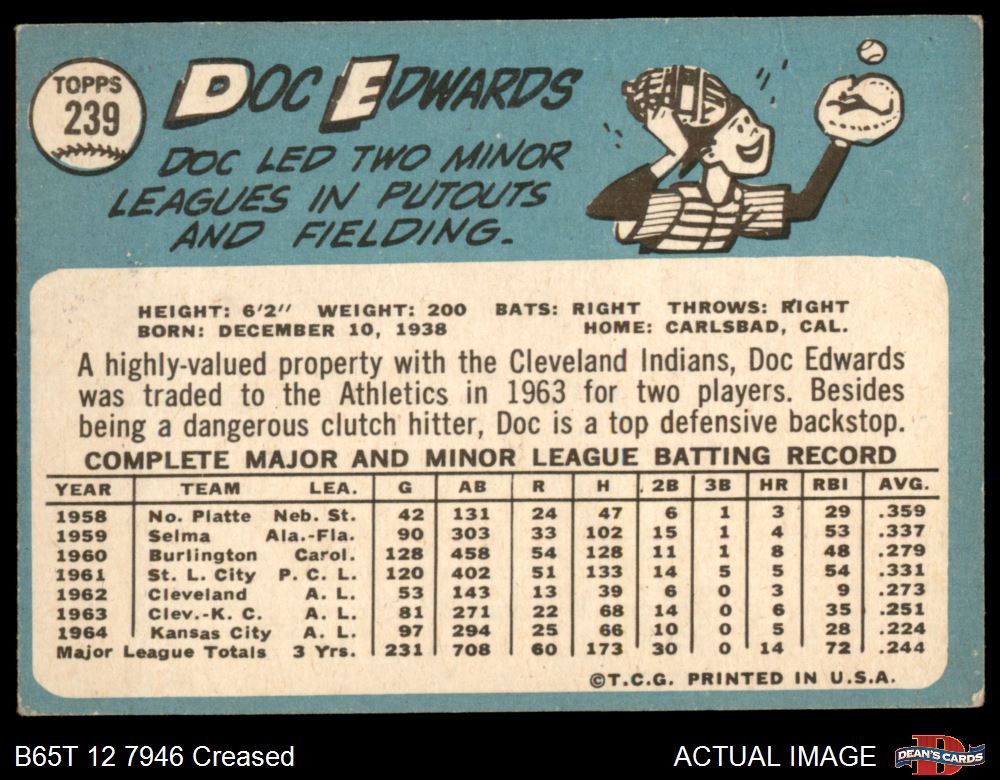 TOPPS
239
DOC EDWARDS
DOC LED TWO MINOR
LEAGUES IN PUTOUTS
AND FIELDING.
HEIGHT: 6'2" WEIGHT: 200 BATS: RIGHT THROWS: RIGHT
BORN: DECEMBER 10, 1938 HOME: CARLSBAD, CAL.
A highly-valued property with the Cleveland Indians, Doc Edwards
was traded to the Athletics in 1963 for two players. Besides
being a dangerous clutch hitter, Doc is a top defensive backstop.
COMPLETE MAJOR AND MINOR LEAGUE BATTING RECORD
YEAR TEAM LEA. G AB R H 2B 3B HR RBI AVG.
1958 No. Platte Neb. St. 42 131 24 47 6 1 3 29 .359
1959 Selma Ala.-Fla. 90 303 33 102 15 1 4 53 .337
1960 Burlington Carol. 128 458 54 128 11 1 8 48 .279
1961 St. L. City P. C. L. 120 402 51 133 14 5 5 54 .331
1962 Cleveland A. L. 53 143 13 39 6 0 3 9 .273
1963 Clev.-K. C. A. L. 81 271 22 68 14 0 6 35 .251
1964 Kansas City A. L. 97 294 25 66 10 0 5 28 .224
Major League Totals 3 Yrs. 231 708 60 173 30 0 14 72 .244
©T.C.G. PRINTED IN U.S.A.
B65T 12 7946 Creased
ACTUAL IMAGE
D
DEAN'S CARDS